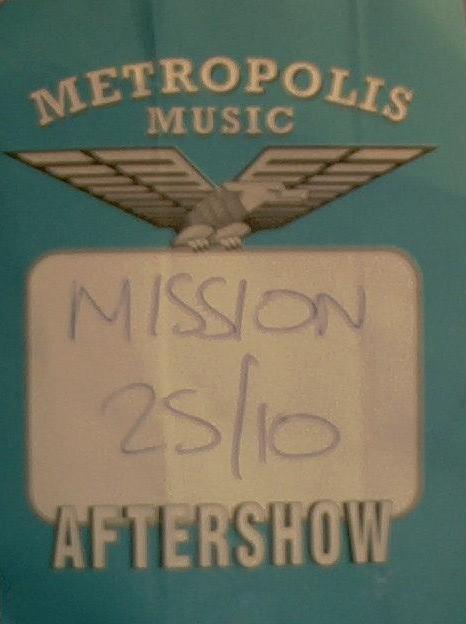 METROPOLIS
MUSIC
MISSION
25/10
AFTERSHOW